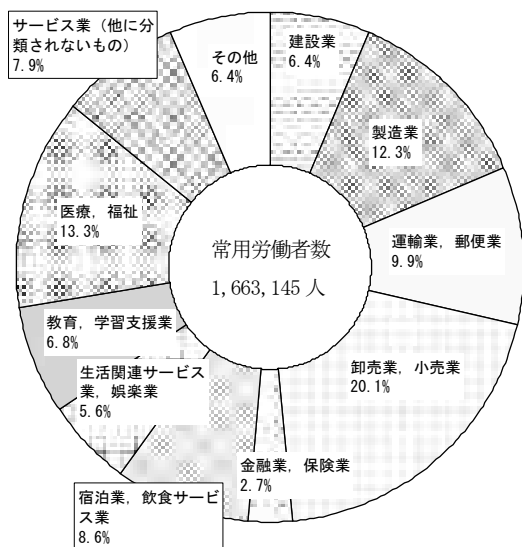 サービス業（他に分
類されないもの）
7.9%
その他
6.4%
建設業
6.4%
製造業
12.3%
医療，福祉
13.3%
常用労働者数
1,663,145 人
運輸業，郵便業
9.9%
教育，学習支援業
6.8%
生活関連サービス
業，娯楽業
5.6%
卸売業，小売業
20.1%
金融業，保険業
2.7%
宿泊業，飲食サービ
ス業
8.6%